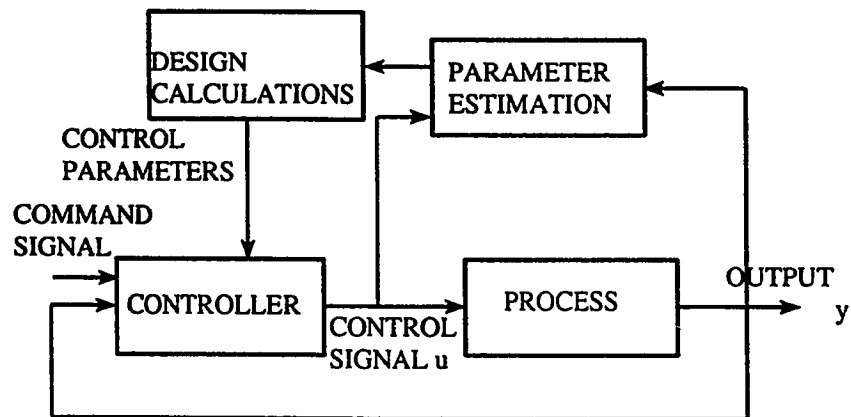 DESIGN
CALCULATIONS
PARAMETER
ESTIMATION
CONTROL
PARAMETERS
COMMAND
SIGNAL
CONTROLLER
CONTROL
SIGNAL u
PROCESS
OUTPUT
y